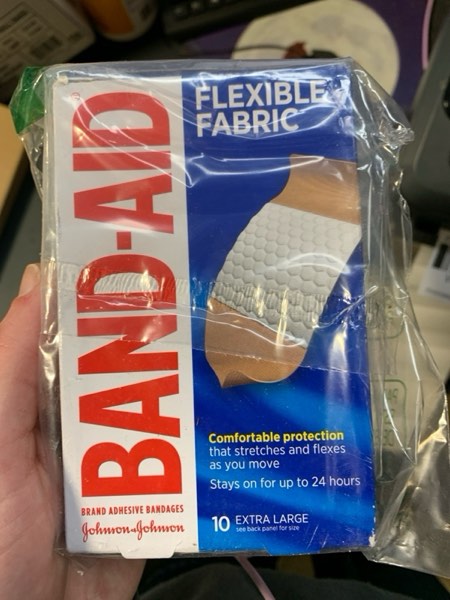 BAND-AID
BRAND ADHESIVE BANDAGES
Johnson & Johnson
FLEXIBLE
FABRIC
Comfortable protection
that stretches and flexes
as you move
Stays on for up to 24 hours
10 EXTRA LARGE
see back panel for size